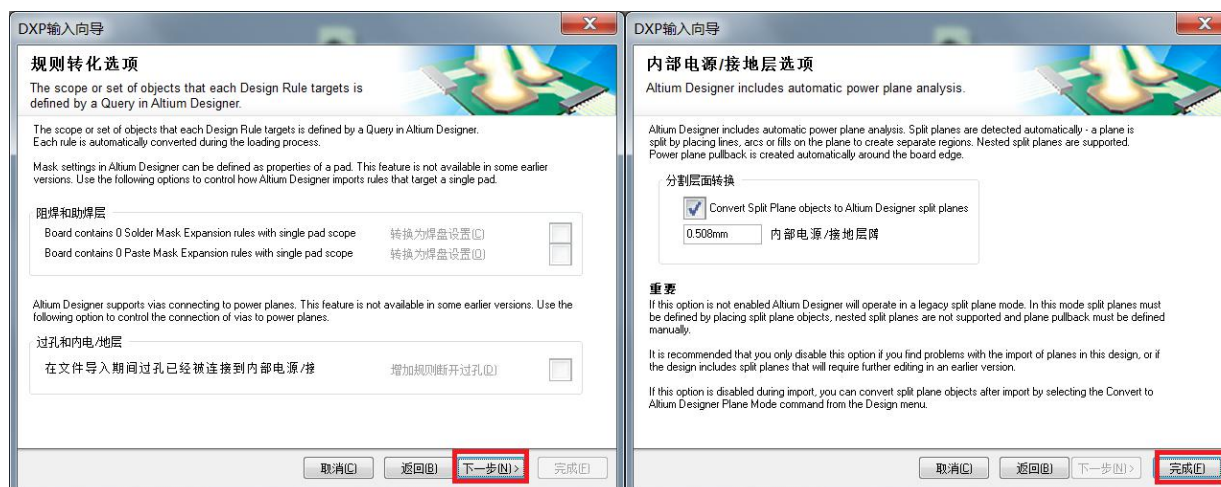 DXP输入向导
规则转化选项
The scope or set of objects that each Design Rule targets is
defined by a Query in Altium Designer.
The scope or set of objects that each Design Rule targets is defined by a Query in Altium Designer.
Each rule is automatically converted during the loading process.
Mask settings in Altium Designer can be defined as properties of a pad. This feature is not available in some earlier
versions. Use the following options to control how Altium Designer imports rules that target a single pad.
阻焊和助焊层
Board contains 0 Solder Mask Expansion rules with single pad scope 转换为焊盘设置(C)
Board contains 0 Paste Mask Expansion rules with single pad scope 转换为焊盘设置(O)
Altium Designer supports vias connecting to power planes. This feature is not available in some earlier versions. Use the
following option to control the connection of vias to power planes.
过孔和内电/地层
在文件导入期间过孔已经被连接到内部电源/接 增加规则断开过孔(D)
取消(C) 返回(B) 下一步(N)> 完成(F)
DXP输入向导
内部电源/接地层选项
Altium Designer includes automatic power plane analysis.
Altium Designer includes automatic power plane analysis. Split planes are detected automatically - a plane is
split by placing lines, arcs or fills on the plane to create separate regions. Nested split planes are supported.
Power plane pullback is created automatically around the board edge.
分割层面转换
Convert Split Plane objects to Altium Designer split planes
0.508mm 内部电源/接地层
重要
If this option is not enabled Altium Designer will operate in a legacy split plane mode. In this mode split planes must
be defined by placing split plane objects, nested split planes are not supported and plane pullback must be defined
manually.
It is recommended that you only disable this option if you find problems with the import of planes in this design, or if
the design includes split planes that will require further editing in an earlier version.
If this option is disabled during import, you can convert split plane objects after import by selecting the Convert to
Altium Designer Plane Mode command from the Design menu.
取消(C) 返回(B) 下一步(N)> 完成(F)